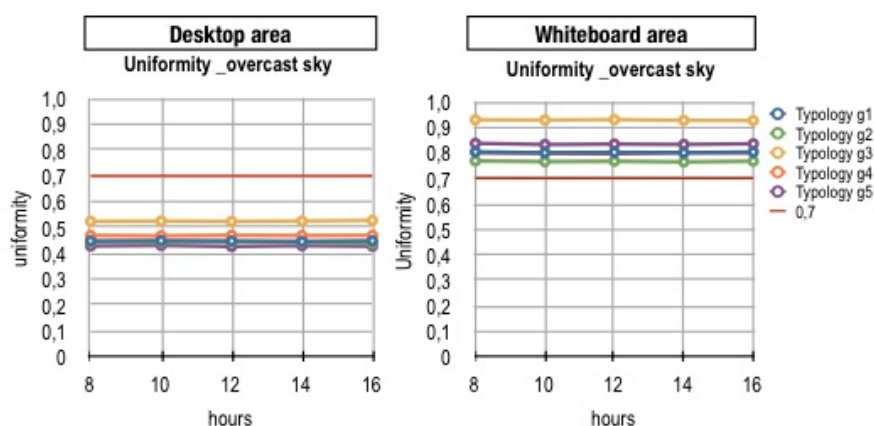 Desktop area
Uniformity _overcast sky
1,0
0,9
0,8
0,7
0,6
0,5
0,4
0,3
0,2
0,1
0
uniformity
8 10 12 14 16
hours
Whiteboard area
Uniformity _overcast sky
1,0
0,9
0,8
0,7
0,6
0,5
0,4
0,3
0,2
0,1
0
Uniformity
8 10 12 14 16
hours
Typology g1
Typology g2
Typology g3
Typology g4
Typology g5
0,7